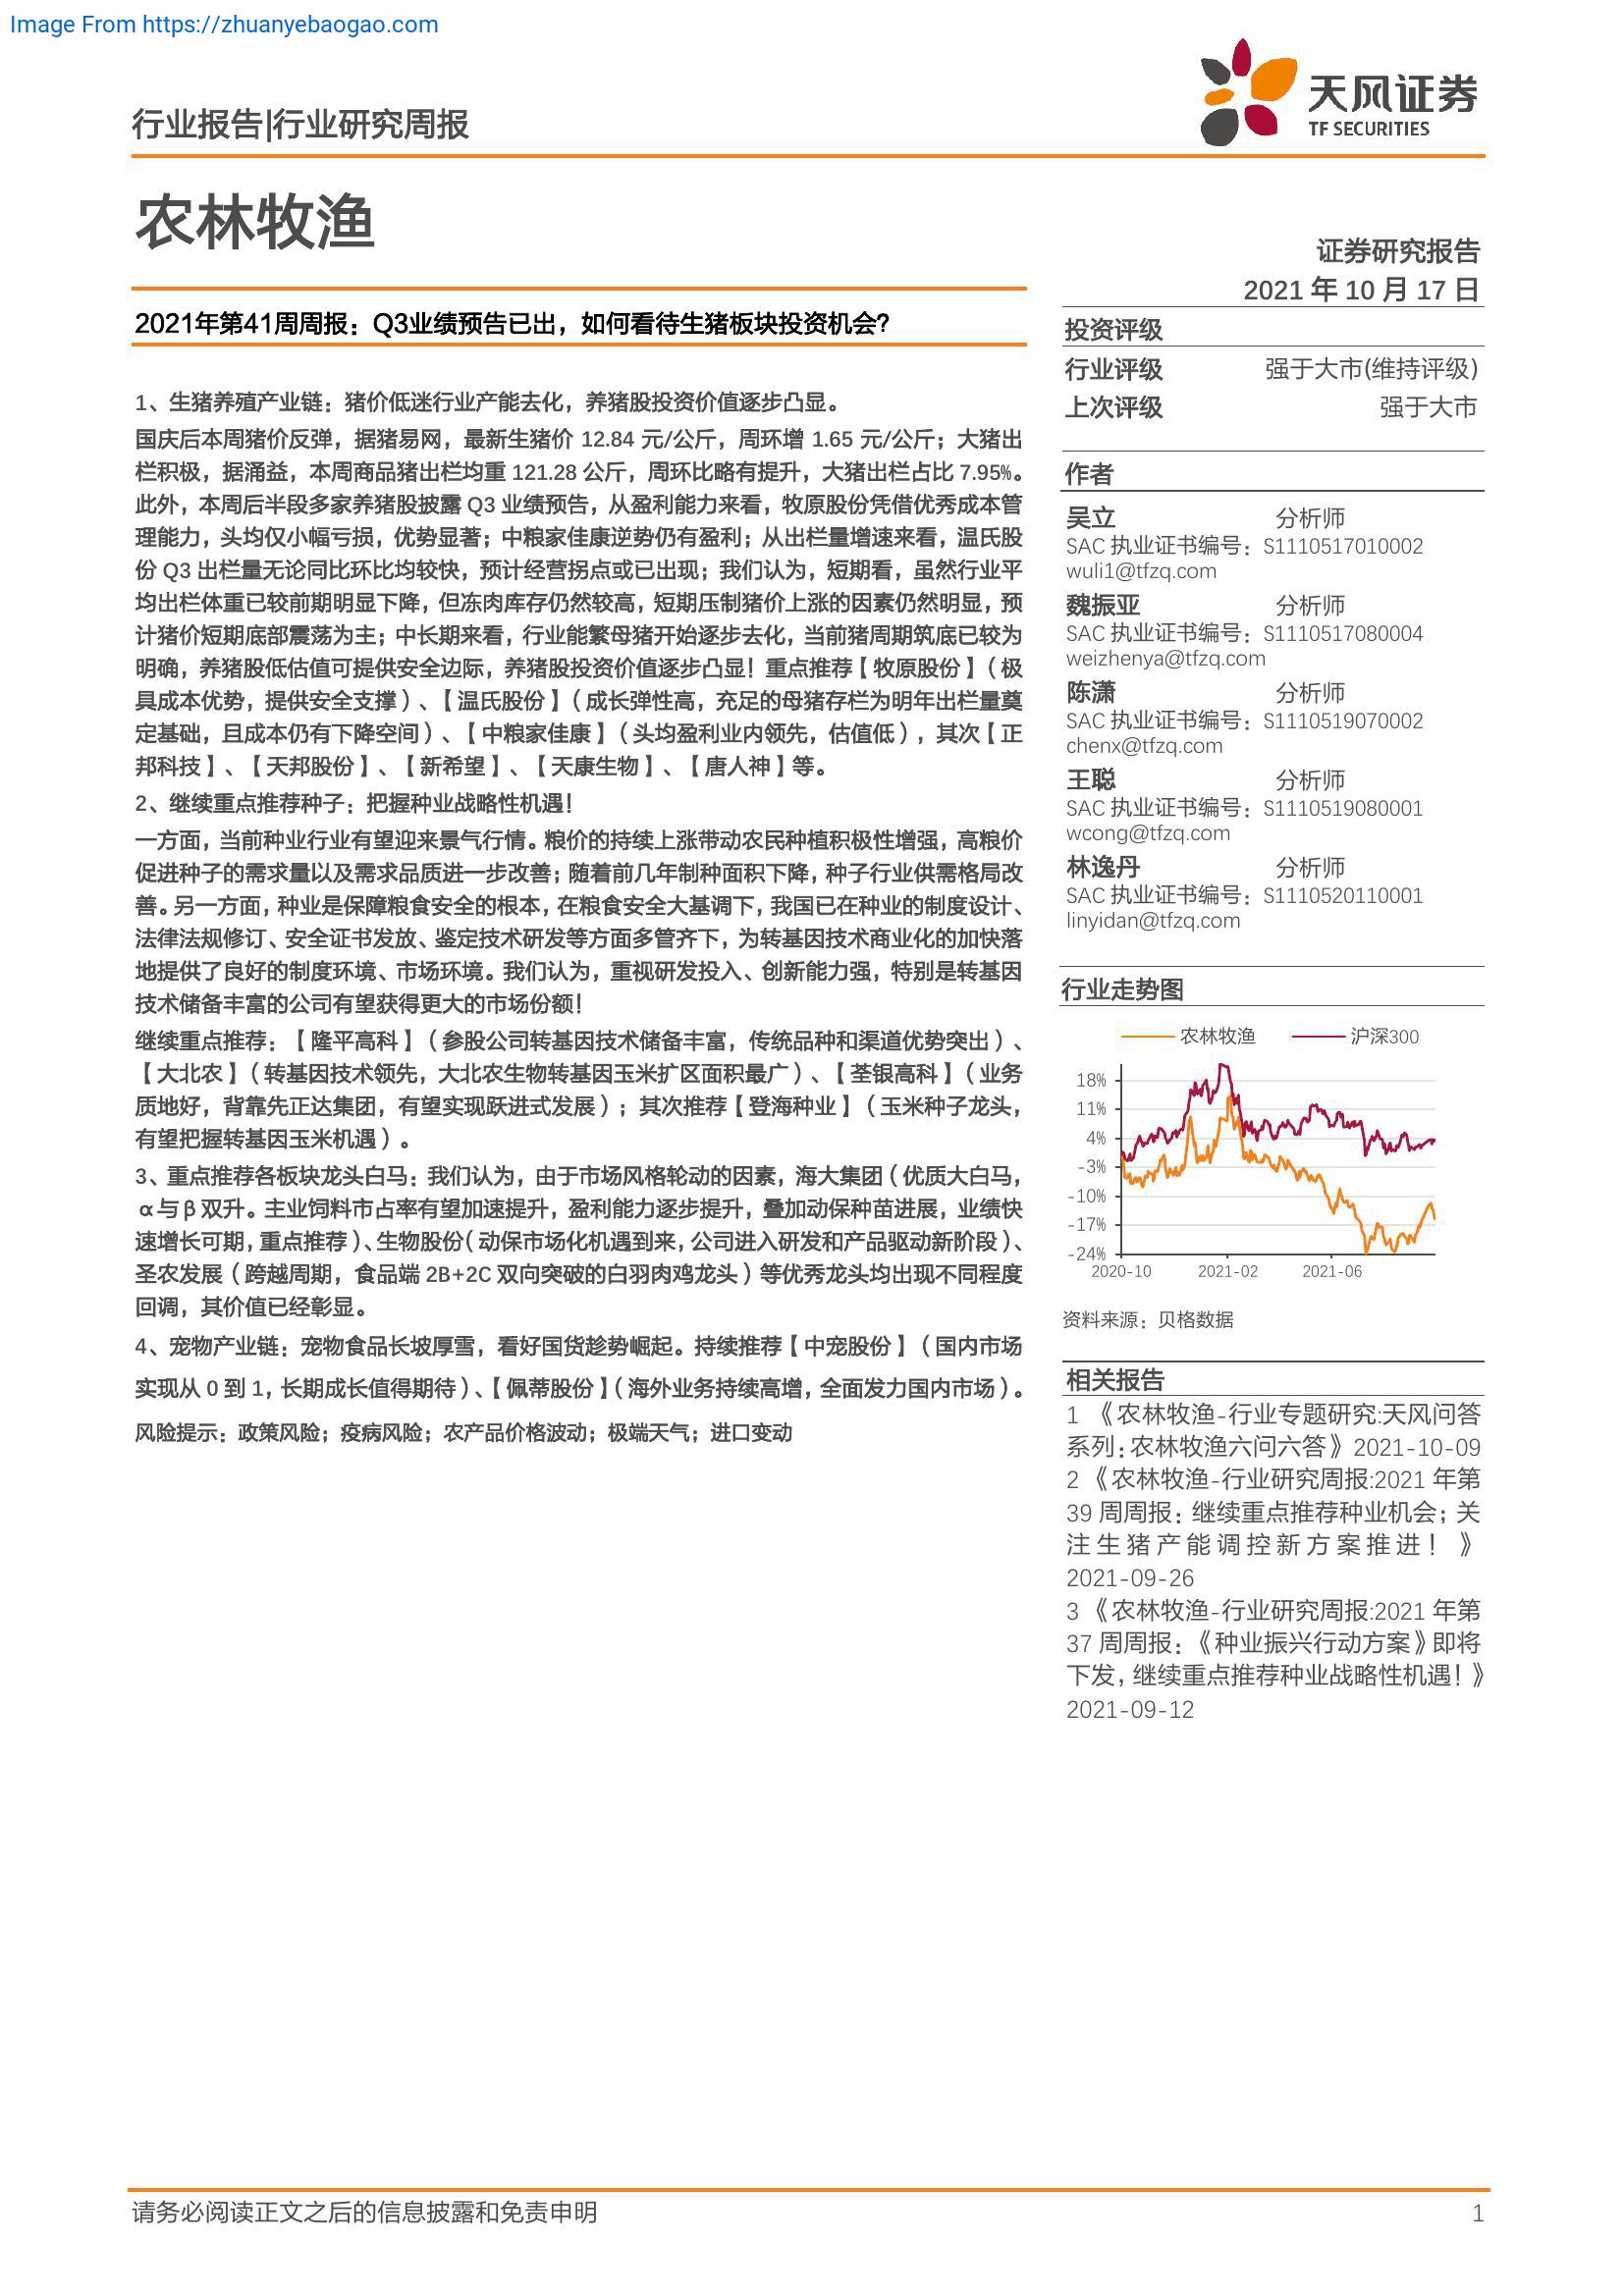 Image From https://zhuanyebaogao.com
行业报告|行业研究周报
天风证券
TF SECURITIES
农林牧渔
证券研究报告
2021 年 10 月 17 日
2021年第41周周报：Q3业绩预告已出，如何看待生猪板块投资机会？
1、生猪养殖产业链：猪价低迷行业产能去化，养猪股投资价值逐步凸显。
国庆后本周猪价反弹，据猪易网，最新生猪价 12.84 元/公斤，周环增 1.65 元/公斤；大猪出
栏积极，据涌益，本周商品猪出栏均重 121.28 公斤，周环比略有提升，大猪出栏占比 7.95%。
此外，本周后半段多家养猪股披露 Q3 业绩预告，从盈利能力来看，牧原股份凭借优秀成本管
理能力，头均仅小幅亏损，优势显著；中粮家佳康逆势仍有盈利；从出栏量增速来看，温氏股
份 Q3 出栏量无论同比环比均较快，预计经营拐点或已出现；我们认为，短期看，虽然行业平
均出栏体重已较前期明显下降，但冻肉库存仍然较高，短期压制猪价上涨的因素仍然明显，预
计猪价短期底部震荡为主；中长期来看，行业能繁母猪开始逐步去化，当前猪周期筑底已较为
明确，养猪股低估值可提供安全边际，养猪股投资价值逐步凸显！重点推荐【牧原股份】（极
具成本优势，提供安全支撑）、【温氏股份】（成长弹性高，充足的母猪存栏为明年出栏量奠
定基础，且成本仍有下降空间）、【中粮家佳康】（头均盈利业内领先，估值低），其次【正
邦科技】、【天邦股份】、【新希望】、【天康生物】、【唐人神】等。
2、继续重点推荐种子：把握种业战略性机遇！
一方面，当前种业行业有望迎来景气行情。粮价的持续上涨带动农民种植积极性增强，高粮价
促进种子的需求量以及需求品质进一步改善；随着前几年制种面积下降，种子行业供需格局改
善。另一方面，种业是保障粮食安全的根本，在粮食安全大基调下，我国已在种业的制度设计、
法律法规修订、安全证书发放、鉴定技术研发等方面多管齐下，为转基因技术商业化的加快落
地提供了良好的制度环境、市场环境。我们认为，重视研发投入、创新能力强，特别是转基因
技术储备丰富的公司有望获得更大的市场份额！
继续重点推荐：【隆平高科】（参股公司转基因技术储备丰富，传统品种和渠道优势突出）、
【大北农】（转基因技术领先，大北农生物转基因玉米扩区面积最广）、【荃银高科】（业务
质地好，背靠先正达集团，有望实现跃进式发展）；其次推荐【登海种业】（玉米种子龙头，
有望把握转基因玉米机遇）。
3、重点推荐各板块龙头白马：我们认为，由于市场风格轮动的因素，海大集团（优质大白马，
α与β双升。主业饲料市占率有望加速提升，盈利能力逐步提升，叠加动保种苗进展，业绩快
速增长可期，重点推荐）、生物股份（动保市场化机遇到来，公司进入研发和产品驱动新阶段）、
圣农发展（跨越周期，食品端 2B+2C 双向突破的白羽肉鸡龙头）等优秀龙头均出现不同程度
回调，其价值已经彰显。
4、宠物产业链：宠物食品长坡厚雪，看好国货趁势崛起。持续推荐【中宠股份】（国内市场
实现从 0 到 1，长期成长值得期待）、【佩蒂股份】（海外业务持续高增，全面发力国内市场）。
风险提示：政策风险；疫病风险；农产品价格波动；极端天气；进口变动
投资评级
行业评级 强于大市(维持评级)
上次评级 强于大市
作者
吴立 分析师
SAC 执业证书编号：S1110517010002
wuli1@tfzq.com
魏振亚 分析师
SAC 执业证书编号：S1110517080004
weizhenya@tfzq.com
陈潇 分析师
SAC 执业证书编号：S1110519070002
chenx@tfzq.com
王聪 分析师
SAC 执业证书编号：S1110519080001
wcong@tfzq.com
林逸丹 分析师
SAC 执业证书编号：S1110520110001
linyidan@tfzq.com
行业走势图
农林牧渔 沪深300
18%
11%
4%
-3%
-10%
-17%
-24%
2020-10 2021-02 2021-06
资料来源：贝格数据
相关报告
1 《农林牧渔-行业专题研究:天风问答
系列:农林牧渔六问六答》 2021-10-09
2 《农林牧渔-行业研究周报:2021 年第
39 周周报：继续重点推荐种业机会；关
注生猪产能调控新方案推进！》
2021-09-26
3 《农林牧渔-行业研究周报:2021 年第
37 周周报：《种业振兴行动方案》即将
下发，继续重点推荐种业战略性机遇！》
2021-09-12
请务必阅读正文之后的信息披露和免责申明 1